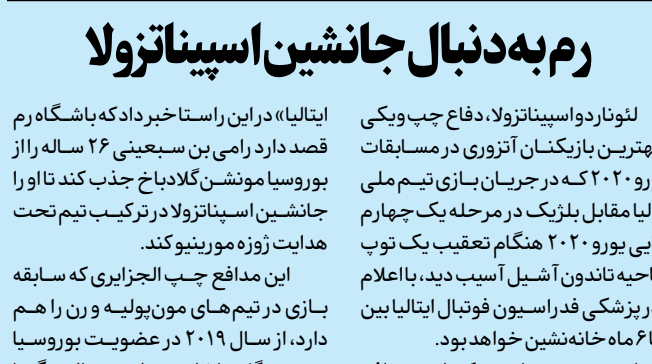 رم به دنبال جانشین اسپیناتزولا
لئوناردو اسپیناتزولا، دفاع چپ و یکی
بهترین بازیکنان آتزوری در مسابقات
رو ۲۰۲۰ که در جریان بازی تیم ملی
لیا مقابل بلژیک در مرحله یک چهارم
یی یورو ۲۰۲۰ هنگام تعقیب یک توپ
احیه تاندون آشیل آسیب دید، با اعلام
ر پزشکی فدراسیون فوتبال ایتالیا بین
۶ ماه خانه‌نشین خواهد بود.
ایتالیا» در این راستا خبر داد که باشگاه رم
قصد دارد رامی بن سبعینی ۲۶ ساله را از
بوروسیا مونشن گلادباخ جذب کند تا او را
جانشین اسپناتزولا در ترکیب تیم تحت
هدایت ژوزه مورینیو کند.
این مدافع چپ الجزایری که سابقه
بازی در تیم‌های مون‌پولیه و رن را هم
دارد، از سال ۲۰۱۹ در عضویت بوروسیا